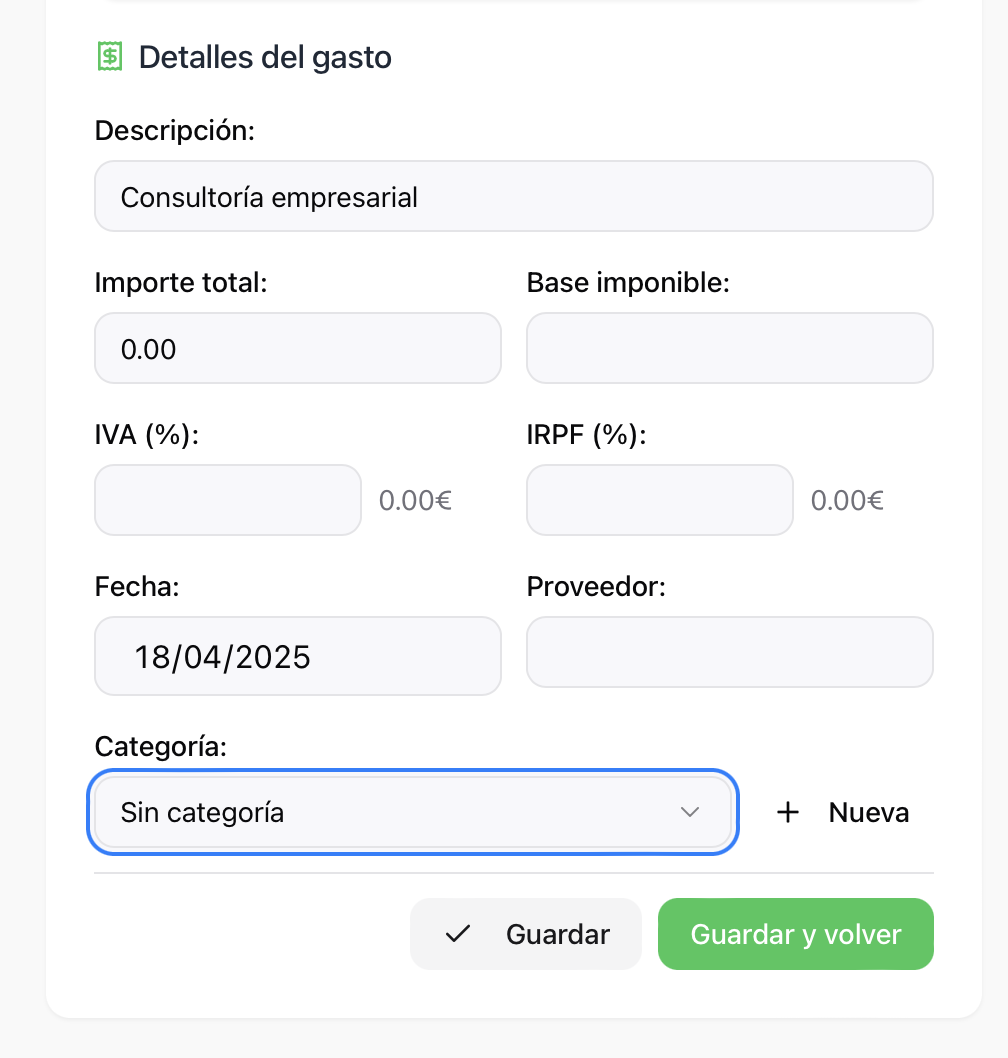 Detalles del gasto
Descripción:
Consultoría empresarial
Importe total:
Base imponible:
0.00
IVA (%):
IRPF (%):
0.00€
0.00€
Fecha:
Proveedor:
18/04/2025
Categoría:
Sin categoría
+ Nueva
Guardar
Guardar y volver